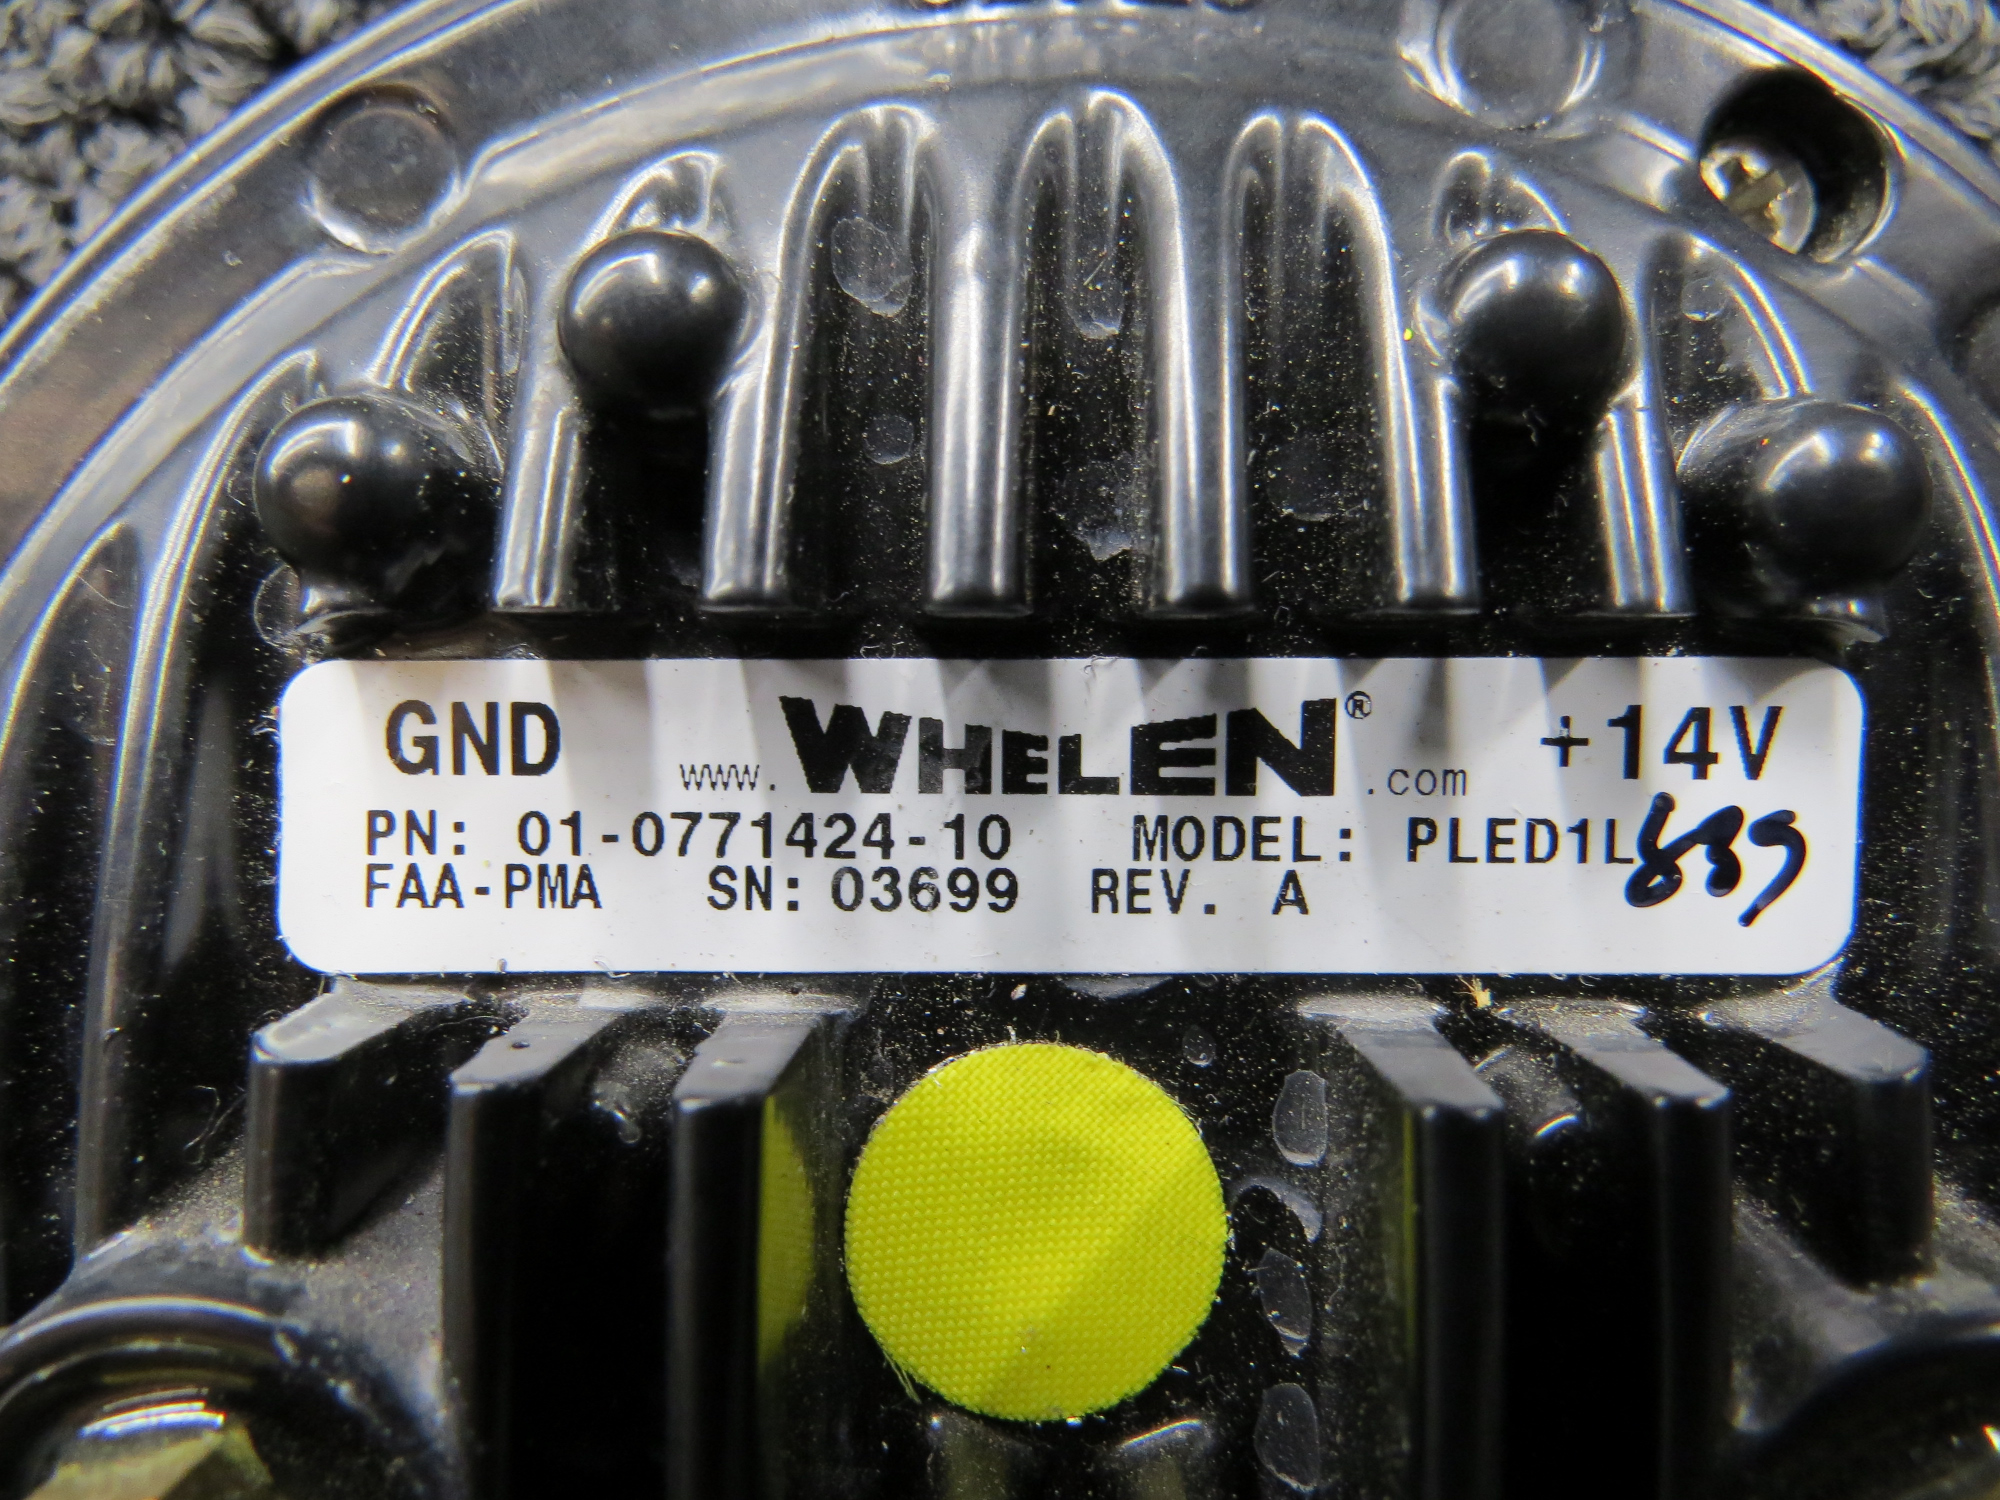 GND www.WHELEN®.com +14V
PN: 01-0771424-10 MODEL: PLED1L
FAA-PMA SN: 03699 REV. A